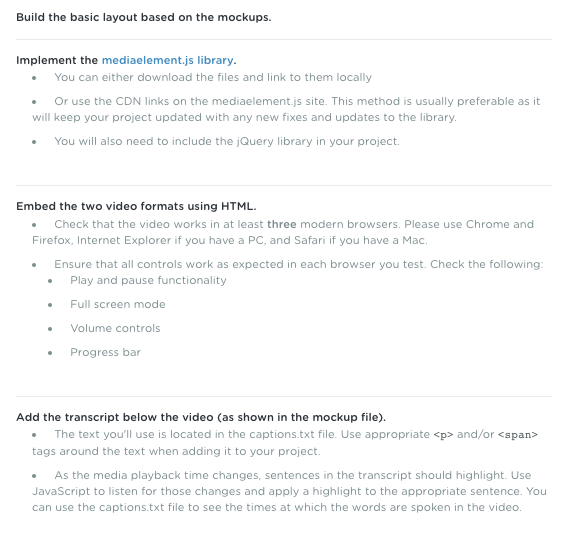 Build the basic layout based on the mockups.
Implement the mediaelement.js library.
• You can either download the files and link to them locally
• Or use the CDN links on the mediaelement.js site. This method is usually preferable as it
will keep your project updated with any new fixes and updates to the library.
• You will also need to include the jQuery library in your project.
Embed the two video formats using HTML.
• Check that the video works in at least three modern browsers. Please use Chrome and
Firefox, Internet Explorer if you have a PC, and Safari if you have a Mac.
• Ensure that all controls work as expected in each browser you test. Check the following:
• Play and pause functionality
• Full screen mode
• Volume controls
• Progress bar
Add the transcript below the video (as shown in the mockup file).
• The text you'll use is located in the captions.txt file. Use appropriate <p> and/or <span>
tags around the text when adding it to your project.
• As the media playback time changes, sentences in the transcript should highlight. Use
JavaScript to listen for those changes and apply a highlight to the appropriate sentence. You
can use the captions.txt file to see the times at which the words are spoken in the video.